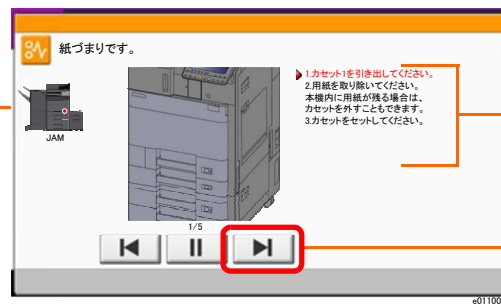 紙づまりです。
1.カセット1を引き出してください。
2.用紙を取り除いてください。
本機内に用紙が残る場合は、
カセットを外すこともできます。
3.カセットをセットしてください。
JAM
1/5
e01100